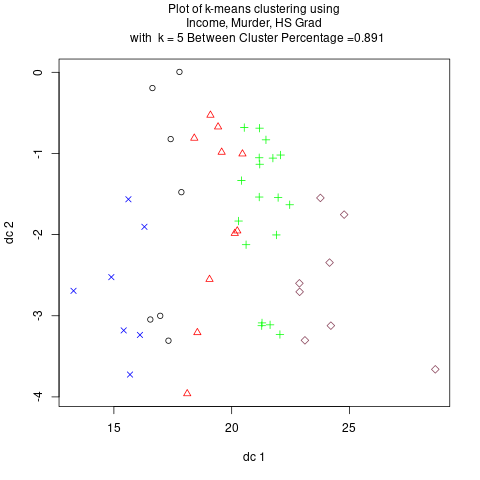 Plot of k-means clustering using
Income, Murder, HS Grad
with k = 5 Between Cluster Percentage =0.891
0
-1
-2
-3
-4
dc 2
15 20 25
dc 1